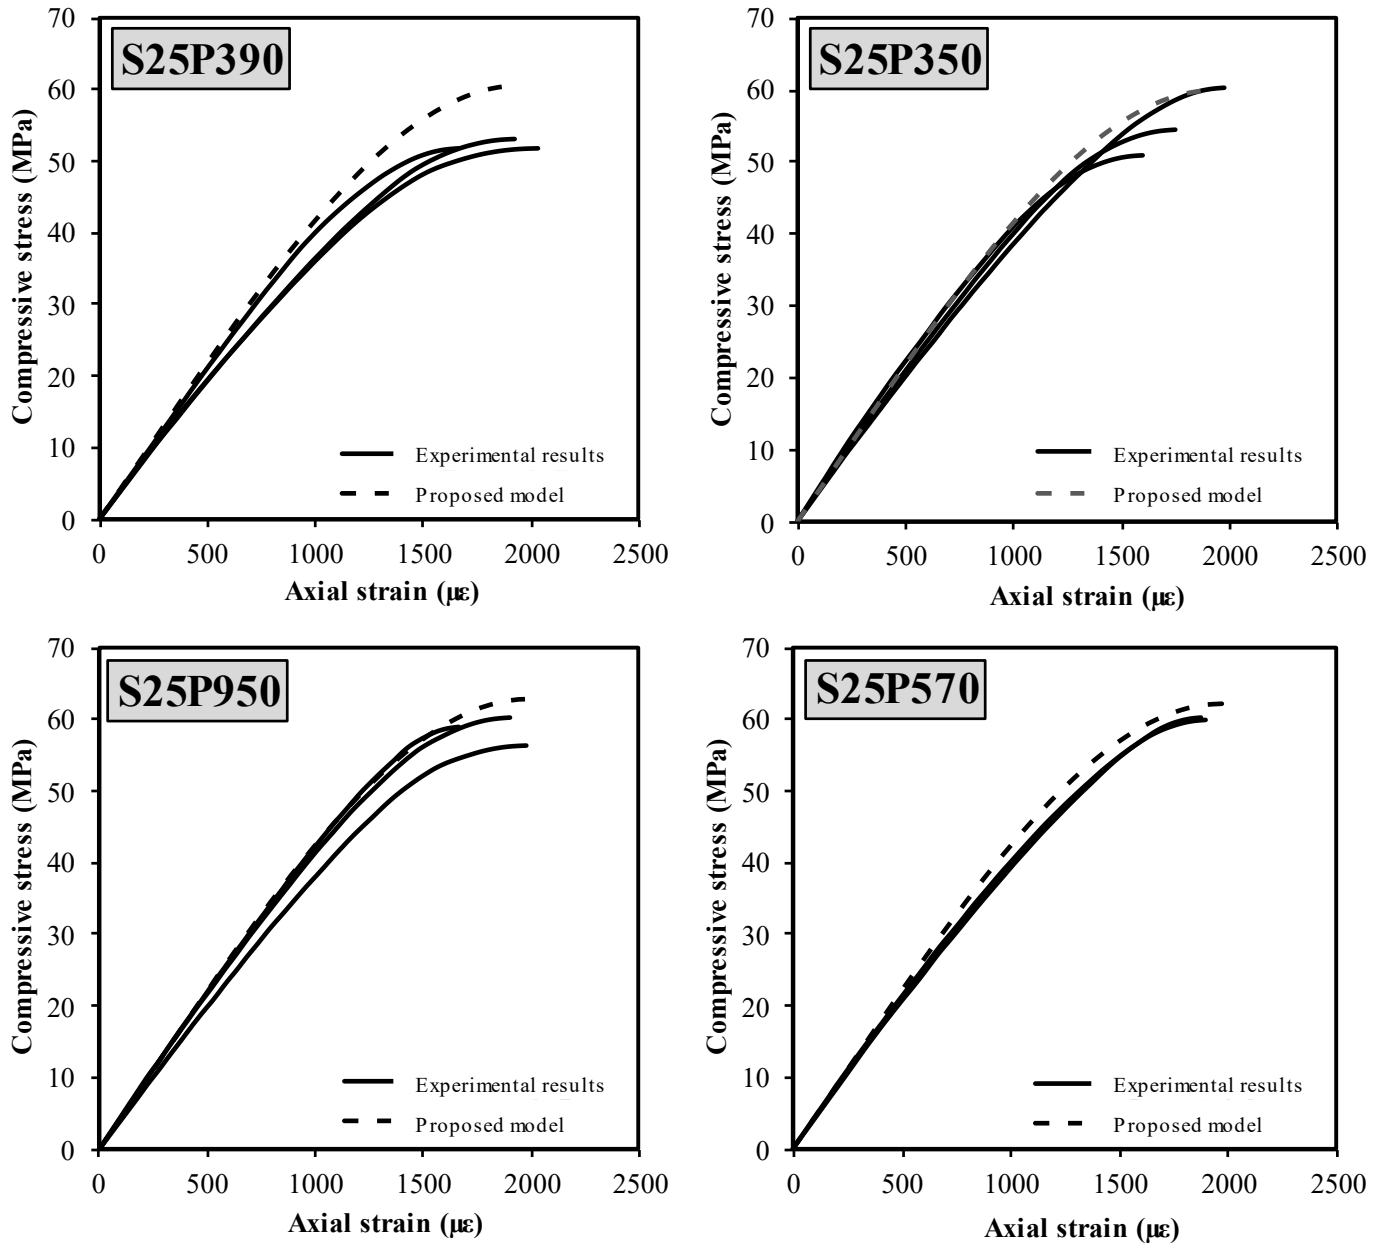 S25P390
Compressive stress (MPa)
70
60
50
40
30
20
10
0
Experimental results
Proposed model
0 500 1000 1500 2000 2500
Axial strain (με)
S25P350
Compressive stress (MPa)
70
60
50
40
30
20
10
0
Experimental results
Proposed model
0 500 1000 1500 2000 2500
Axial strain (με)
S25P950
Compressive stress (MPa)
70
60
50
40
30
20
10
0
Experimental results
Proposed model
0 500 1000 1500 2000 2500
Axial strain (με)
S25P570
Compressive stress (MPa)
70
60
50
40
30
20
10
0
Experimental results
Proposed model
0 500 1000 1500 2000 2500
Axial strain (με)